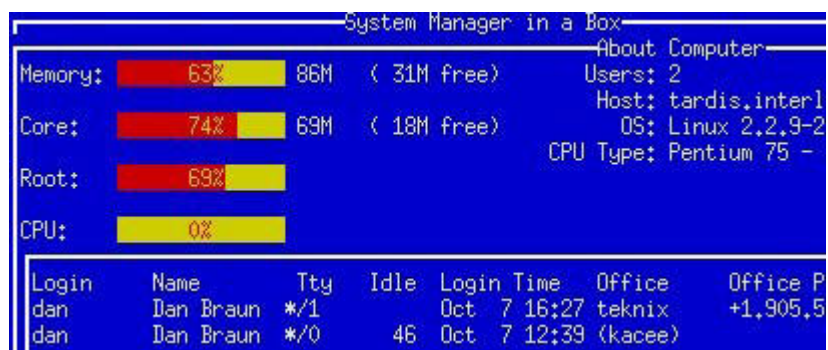 System Manager in a Box
About Computer
Memory: 63% 86M ( 31M free) Users: 2
Host: tardis.interl
Core: 74% 69M ( 18M free) OS: Linux 2.2.9-2
CPU Type: Pentium 75 -
Root: 69%
CPU: 0%
Login Name Tty Idle Login Time Office Office P
dan Dan Braun */1 Oct 7 16:27 teknix +1.905.5
dan Dan Braun */0 46 Oct 7 12:39 (kacee)